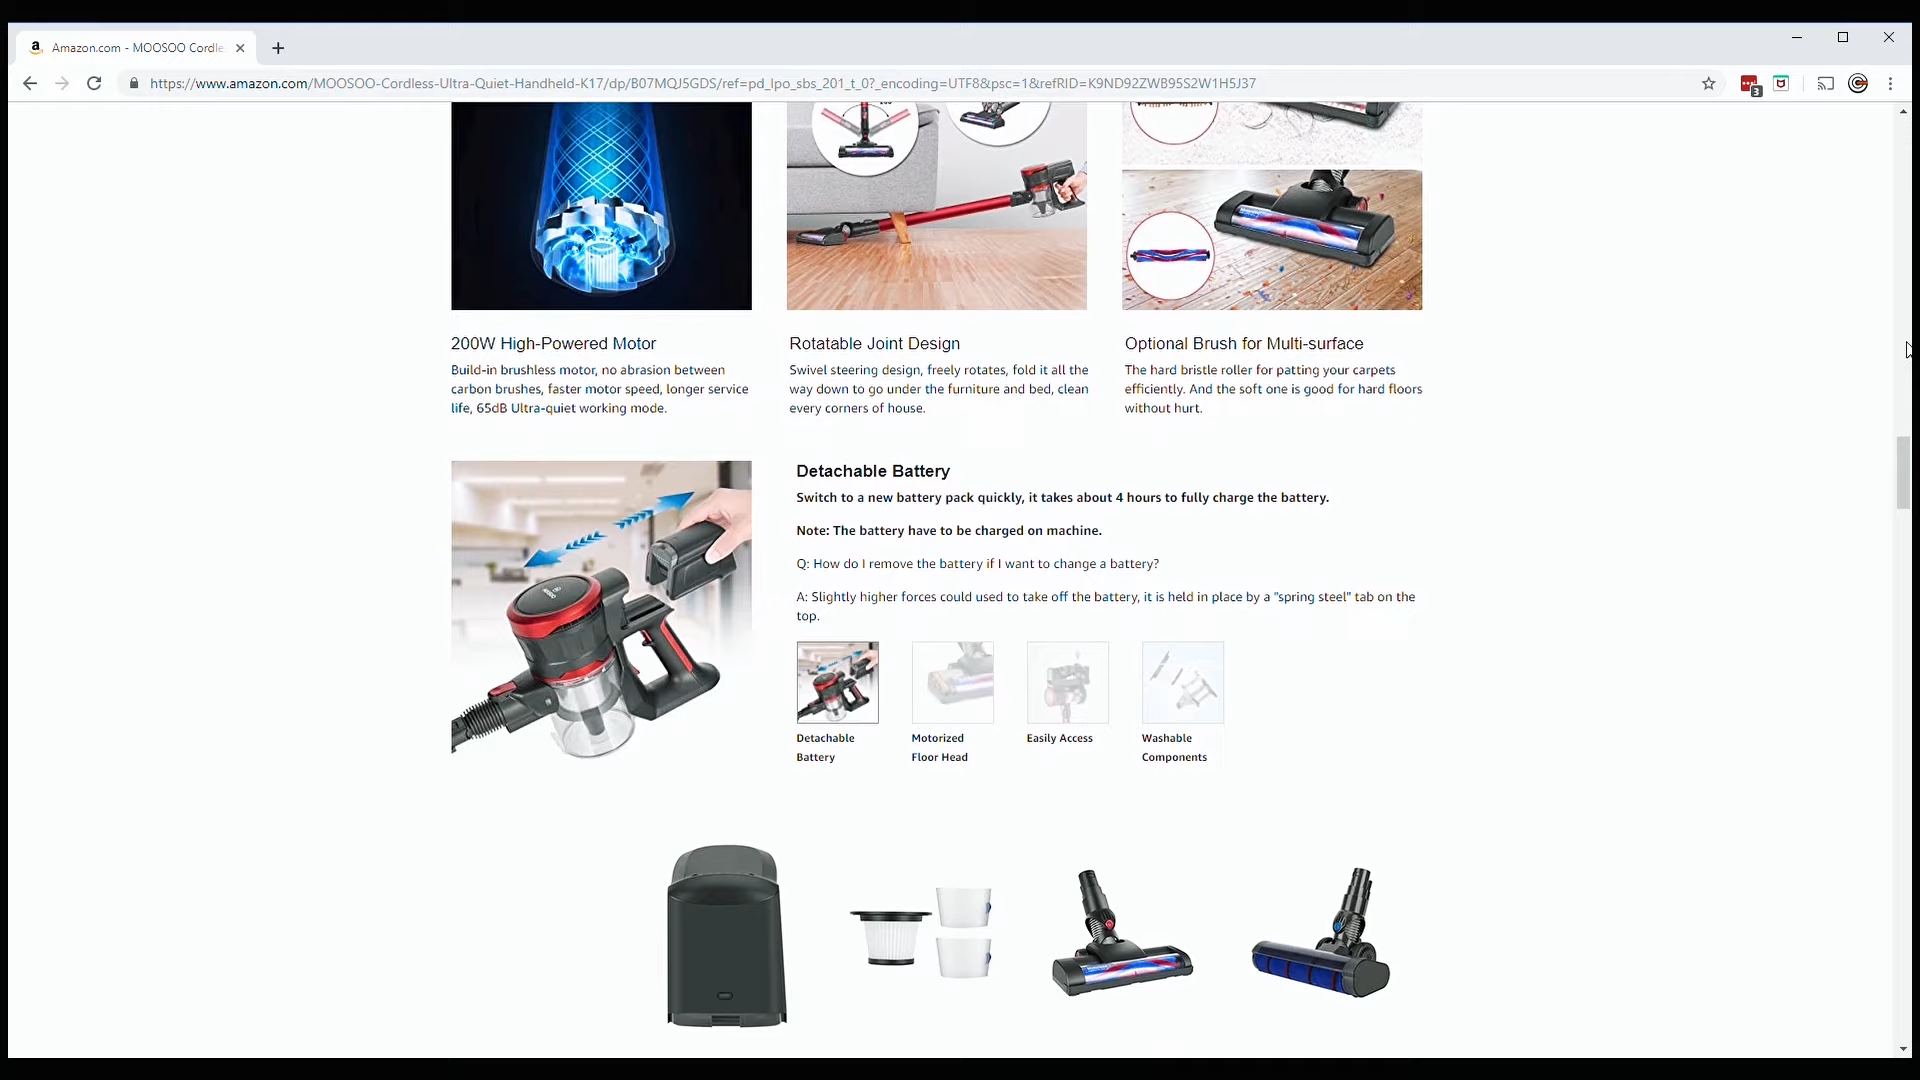 Amazon.com - MOOSOO Cordle
https://www.amazon.com/MOOSOO-Cordless-Ultra-Quiet-Handheld-K17/dp/B07MQJ5GDS/ref=pd_lpo_sbs_201_t_0?_encoding=UTF8&psc=1&refRID=K9ND92ZWB95S2W1H5J37
3
200W High-Powered Motor
Build-in brushless motor, no abrasion between
carbon brushes, faster motor speed, longer service
life, 65dB Ultra-quiet working mode.
Rotatable Joint Design
Swivel steering design, freely rotates, fold it all the
way down to go under the furniture and bed, clean
every corners of house.
Optional Brush for Multi-surface
The hard bristle roller for patting your carpets
efficiently. And the soft one is good for hard floors
without hurt.
Detachable Battery
Switch to a new battery pack quickly, it takes about 4 hours to fully charge the battery.
Note: The battery have to be charged on machine.
Q: How do I remove the battery if I want to change a battery?
A: Slightly higher forces could used to take off the battery, it is held in place by a "spring steel" tab on the
top.
Detachable
Battery
Motorized
Floor Head
Easily Access
Washable
Components